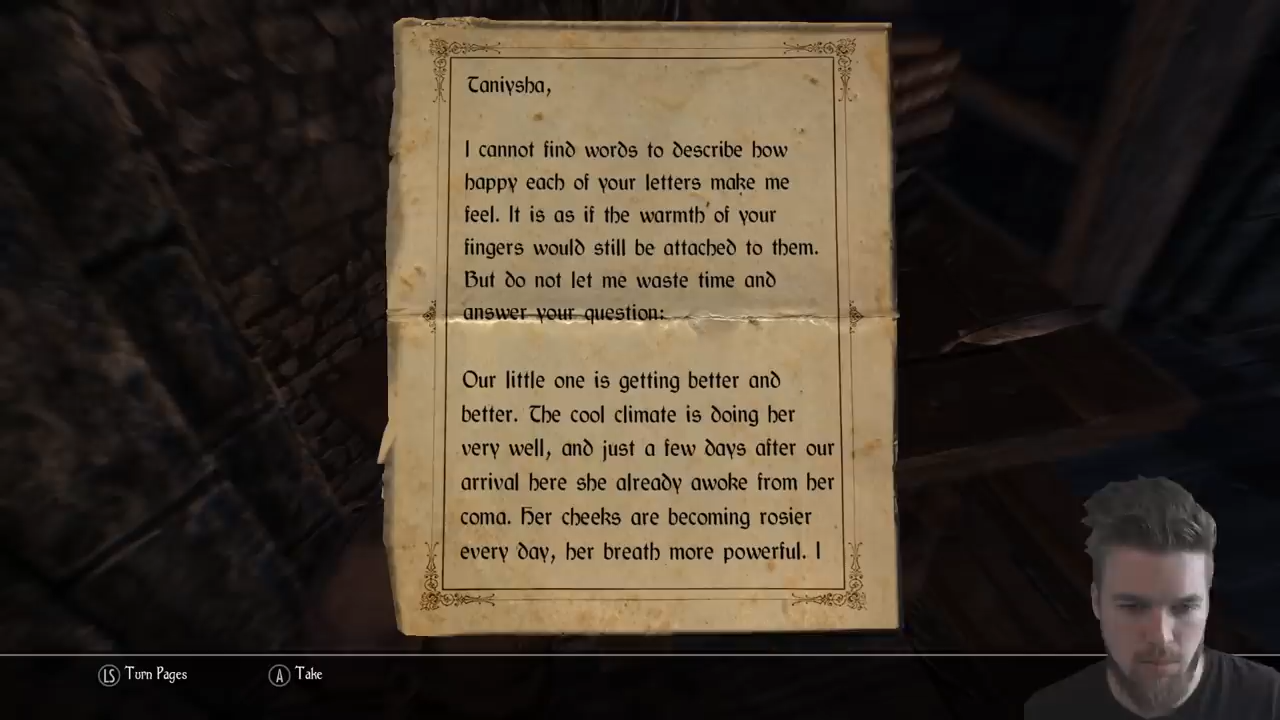 Taniysha,
I cannot find words to describe how
happy each of your letters make me
feel. It is as if the warmth of your
fingers would still be attached to them.
But do not let me waste time and
answer your question:
Our little one is getting better and
better. The cool climate is doing her
very well, and just a few days after our
arrival here she already awoke from her
coma. Her cheeks are becoming rosier
every day, her breath more powerful. I
LS Turn Pages
A Take